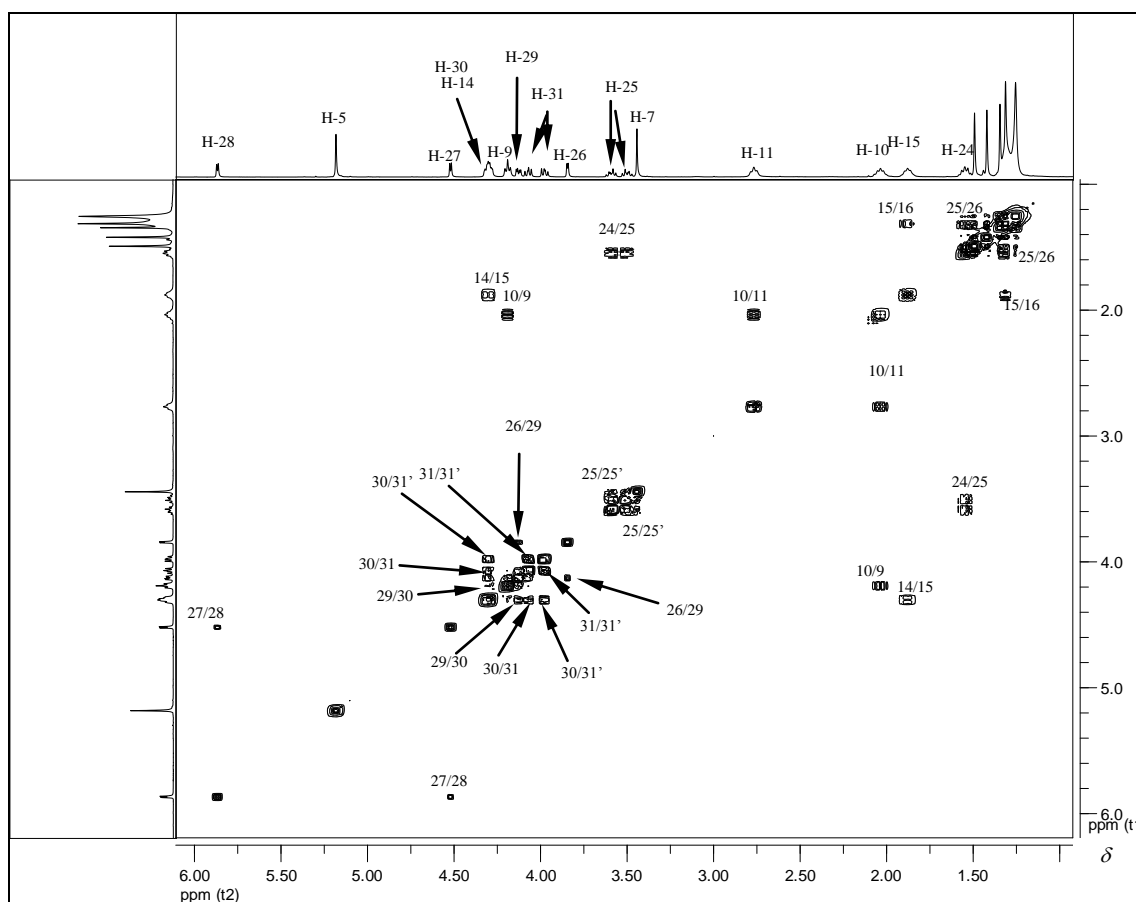 H-29
H-30
H-14
H-31
H-25
H-7
H-28
H-5
H-27
H-9
H-26
H-11
H-10
H-15
H-24
15/16
25/26
24/25
25/26
14/15
10/9
10/11
15/16
2.0
10/11
26/29
3.0
30/31’
31/31’
25/25’
24/25
25/25’
30/31
4.0
10/9
14/15
29/30
26/29
31/31’
27/28
29/30
30/31
30/31’
5.0
27/28
6.0
ppm (t1
δ
6.00 5.50 5.00 4.50 4.00 3.50 3.00 2.50 2.00 1.50
ppm (t2)